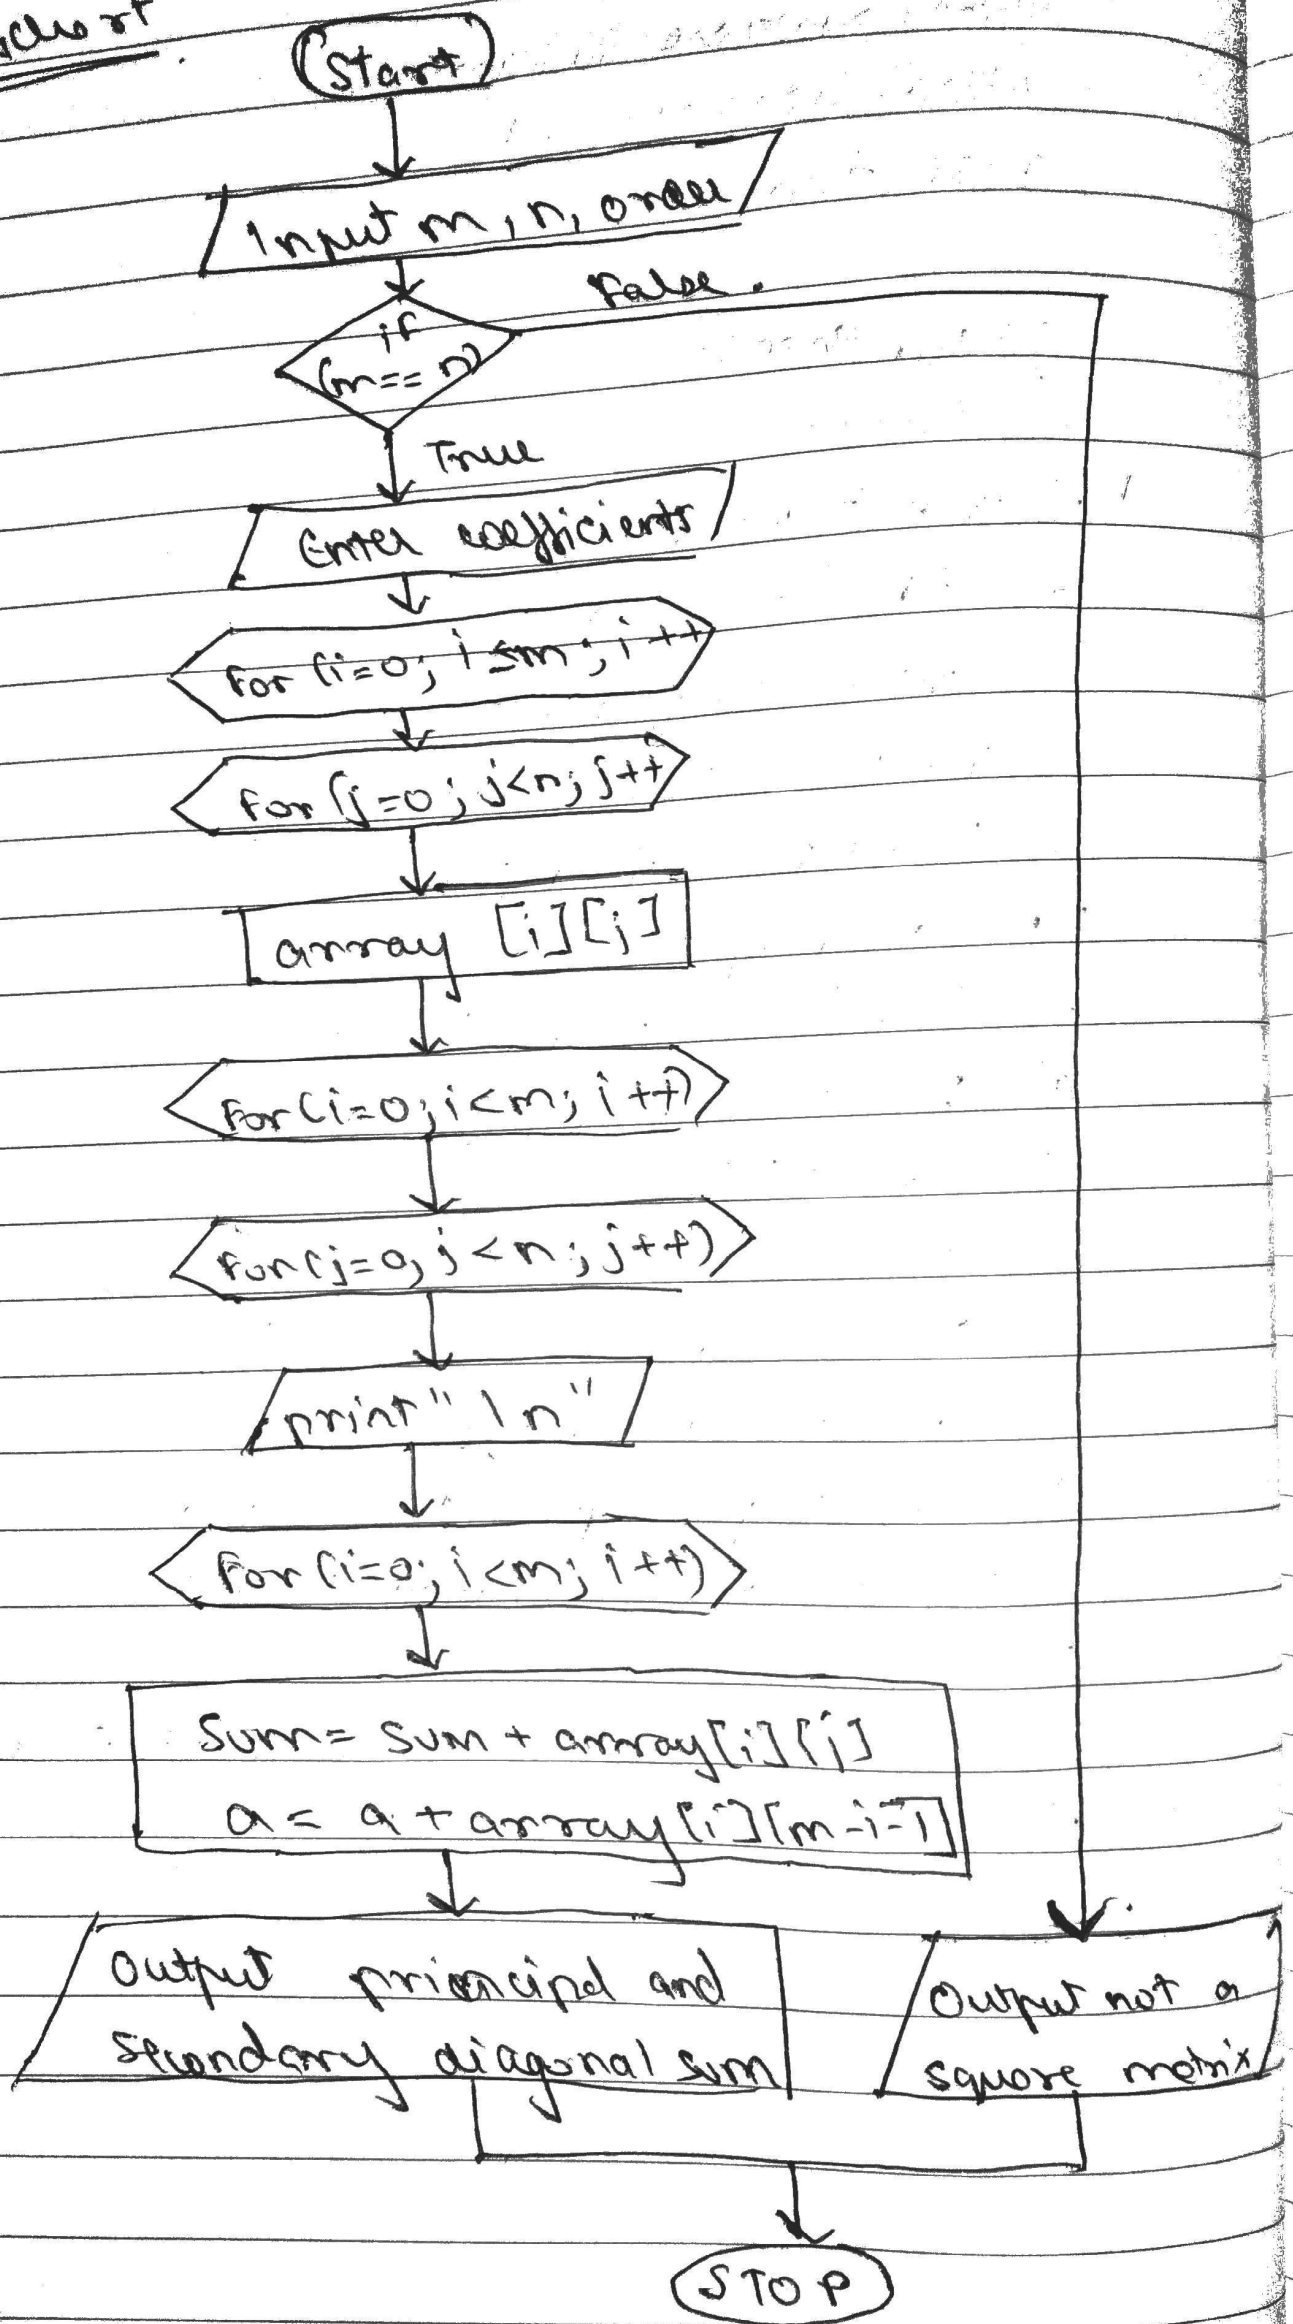 Start
Input m, n, order
False.
if
(m== n)
True
Enter coefficients
For (i=0; i ≤m; i++
For (j=0; j<n; j++
array [i][j]
For(i=0; i<m; i++)
For(j=0; j<n; j++)
print"\n"
For (i=0; i<m; i++)
Sum= sum + array[i][j]
a= a + array[i][m-i-1]
Output principal and
secondary diagonal sum
Output not a
square matrix
STOP